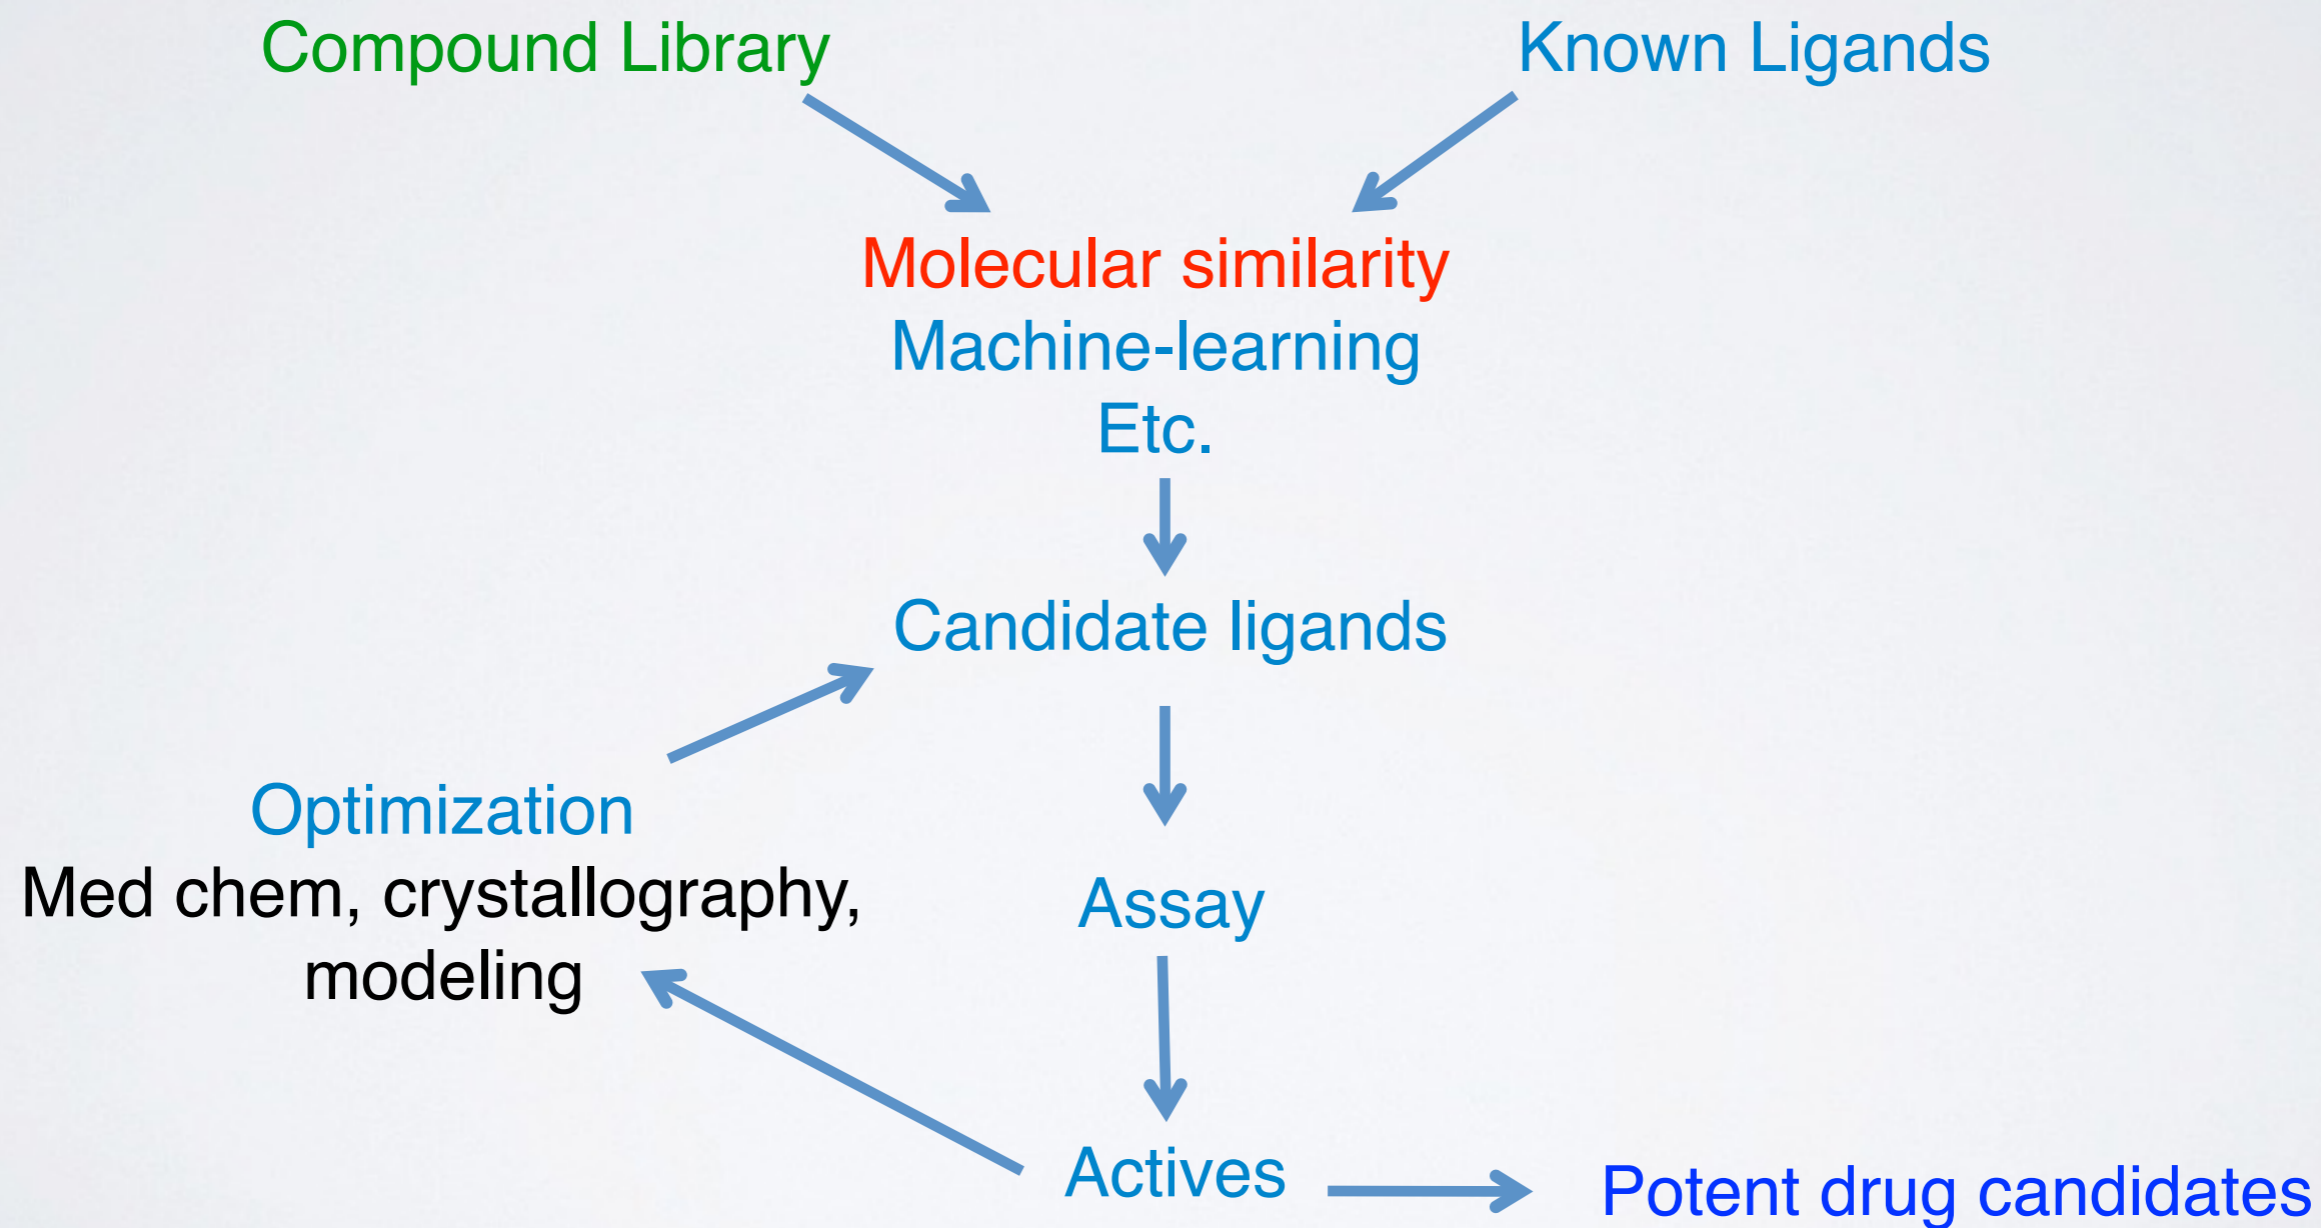 Compound Library
Known Ligands
Molecular similarity
Machine-learning
Etc.
Candidate ligands
Optimization
Med chem, crystallography,
modeling
Assay
Actives
Potent drug candidates